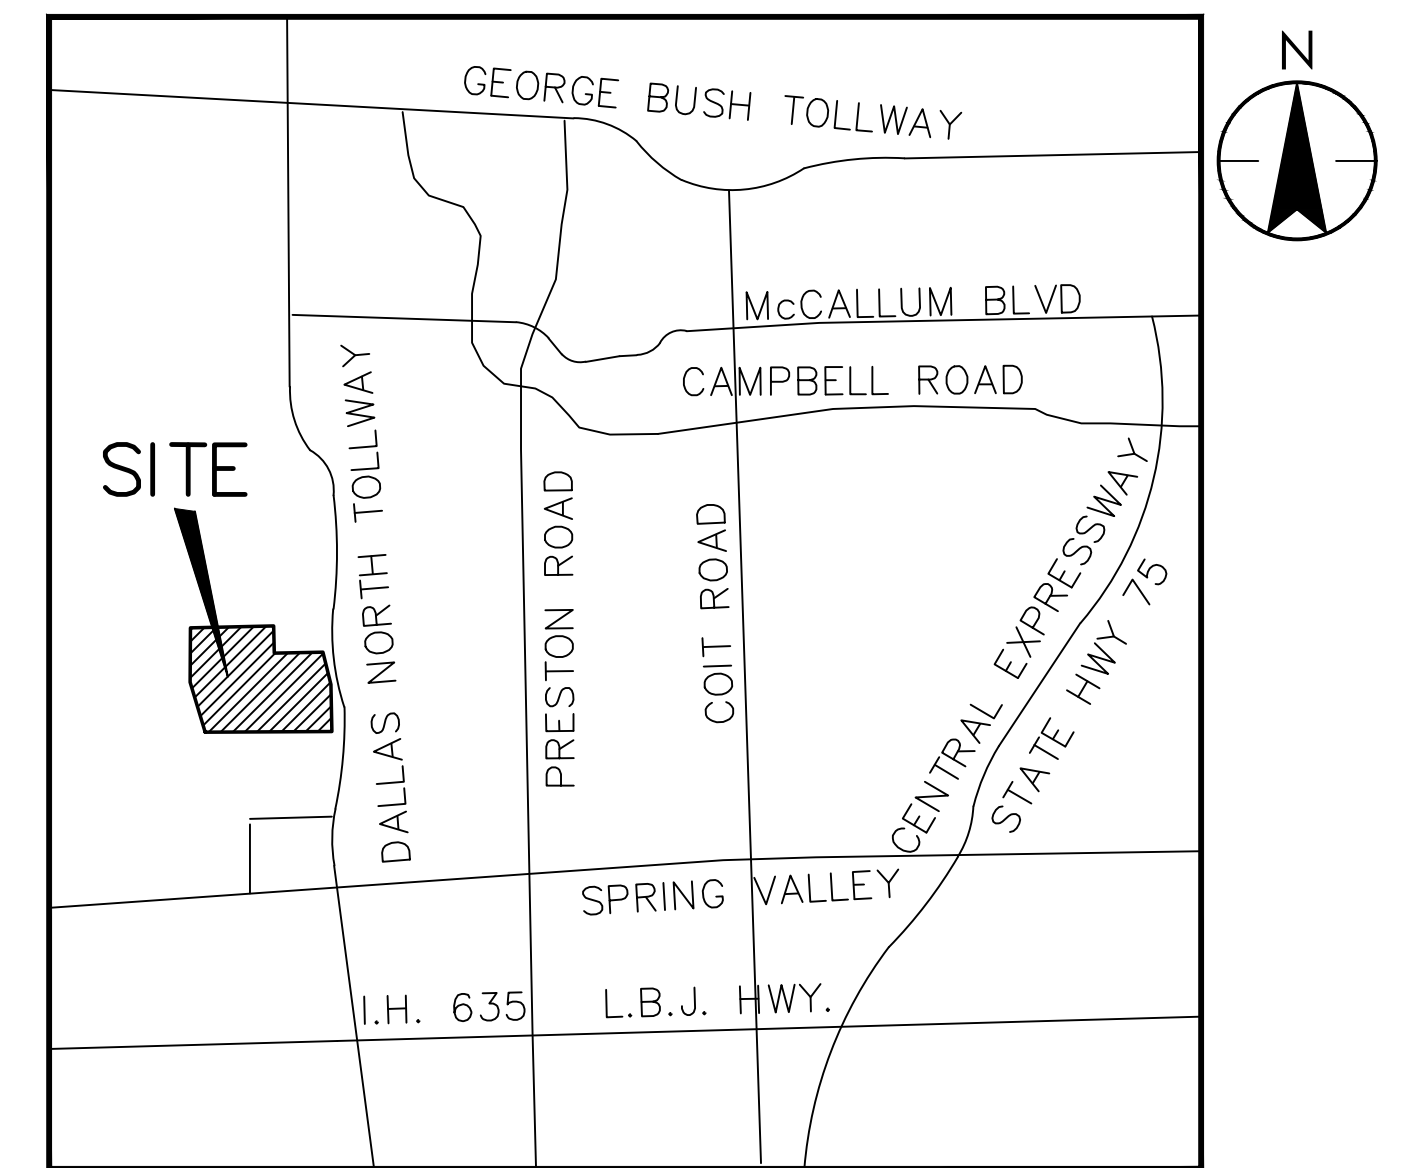 N
GEORGE BUSH TOLLWAY
McCALLUM BLVD
CAMPBELL ROAD
SITE
DALLAS NORTH TOLLWAY
PRESTON ROAD
COIT ROAD
CENTRAL EXPRESSWAY
STATE HWY 75
SPRING VALLEY
I.H. 635 L.B.J. HWY.